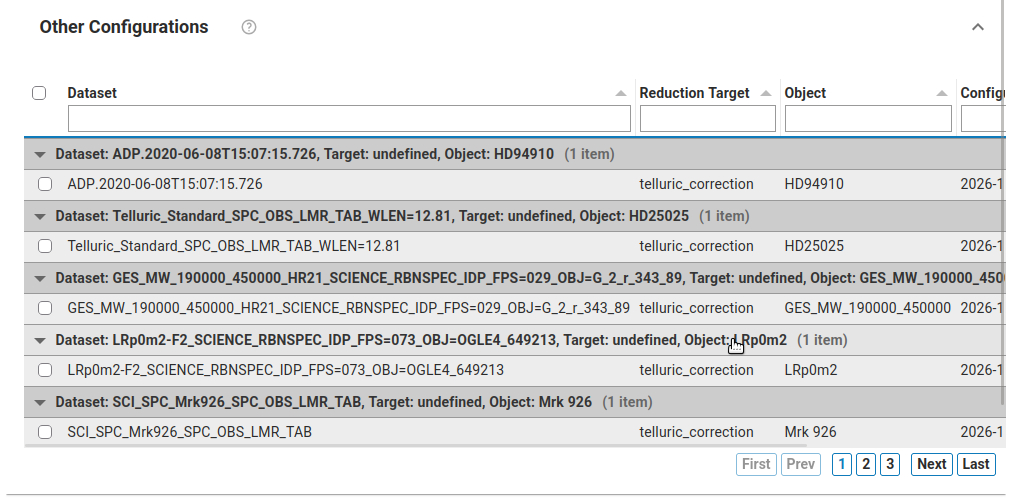 Other Configurations ?
Dataset Reduction Target Object Configu
Dataset: ADP.2020-06-08T15:07:15.726, Target: undefined, Object: HD94910 (1 item)
ADP.2020-06-08T15:07:15.726 telluric_correction HD94910 2026-1
Dataset: Telluric_Standard_SPC_OBS_LMR_TAB_WLEN=12.81, Target: undefined, Object: HD25025 (1 item)
Telluric_Standard_SPC_OBS_LMR_TAB_WLEN=12.81 telluric_correction HD25025 2026-1
Dataset: GES_MW_190000_450000_HR21_SCIENCE_RBNSPEC_IDP_FPS=029_OBJ=G_2_r_343_89, Target: undefined, Object: GES_MW_190000_450
GES_MW_190000_450000_HR21_SCIENCE_RBNSPEC_IDP_FPS=029_OBJ=G_2_r_343_89 telluric_correction GES_MW_190000_450000 2026-1
Dataset: LRp0m2-F2_SCIENCE_RBNSPEC_IDP_FPS=073_OBJ=OGLE4_649213, Target: undefined, Object: LRp0m2 (1 item)
LRp0m2-F2_SCIENCE_RBNSPEC_IDP_FPS=073_OBJ=OGLE4_649213 telluric_correction LRp0m2 2026-1
Dataset: SCI_SPC_Mrk926_SPC_OBS_LMR_TAB, Target: undefined, Object: Mrk 926 (1 item)
SCI_SPC_Mrk926_SPC_OBS_LMR_TAB telluric_correction Mrk 926 2026-1
First Prev 1 2 3 Next Last